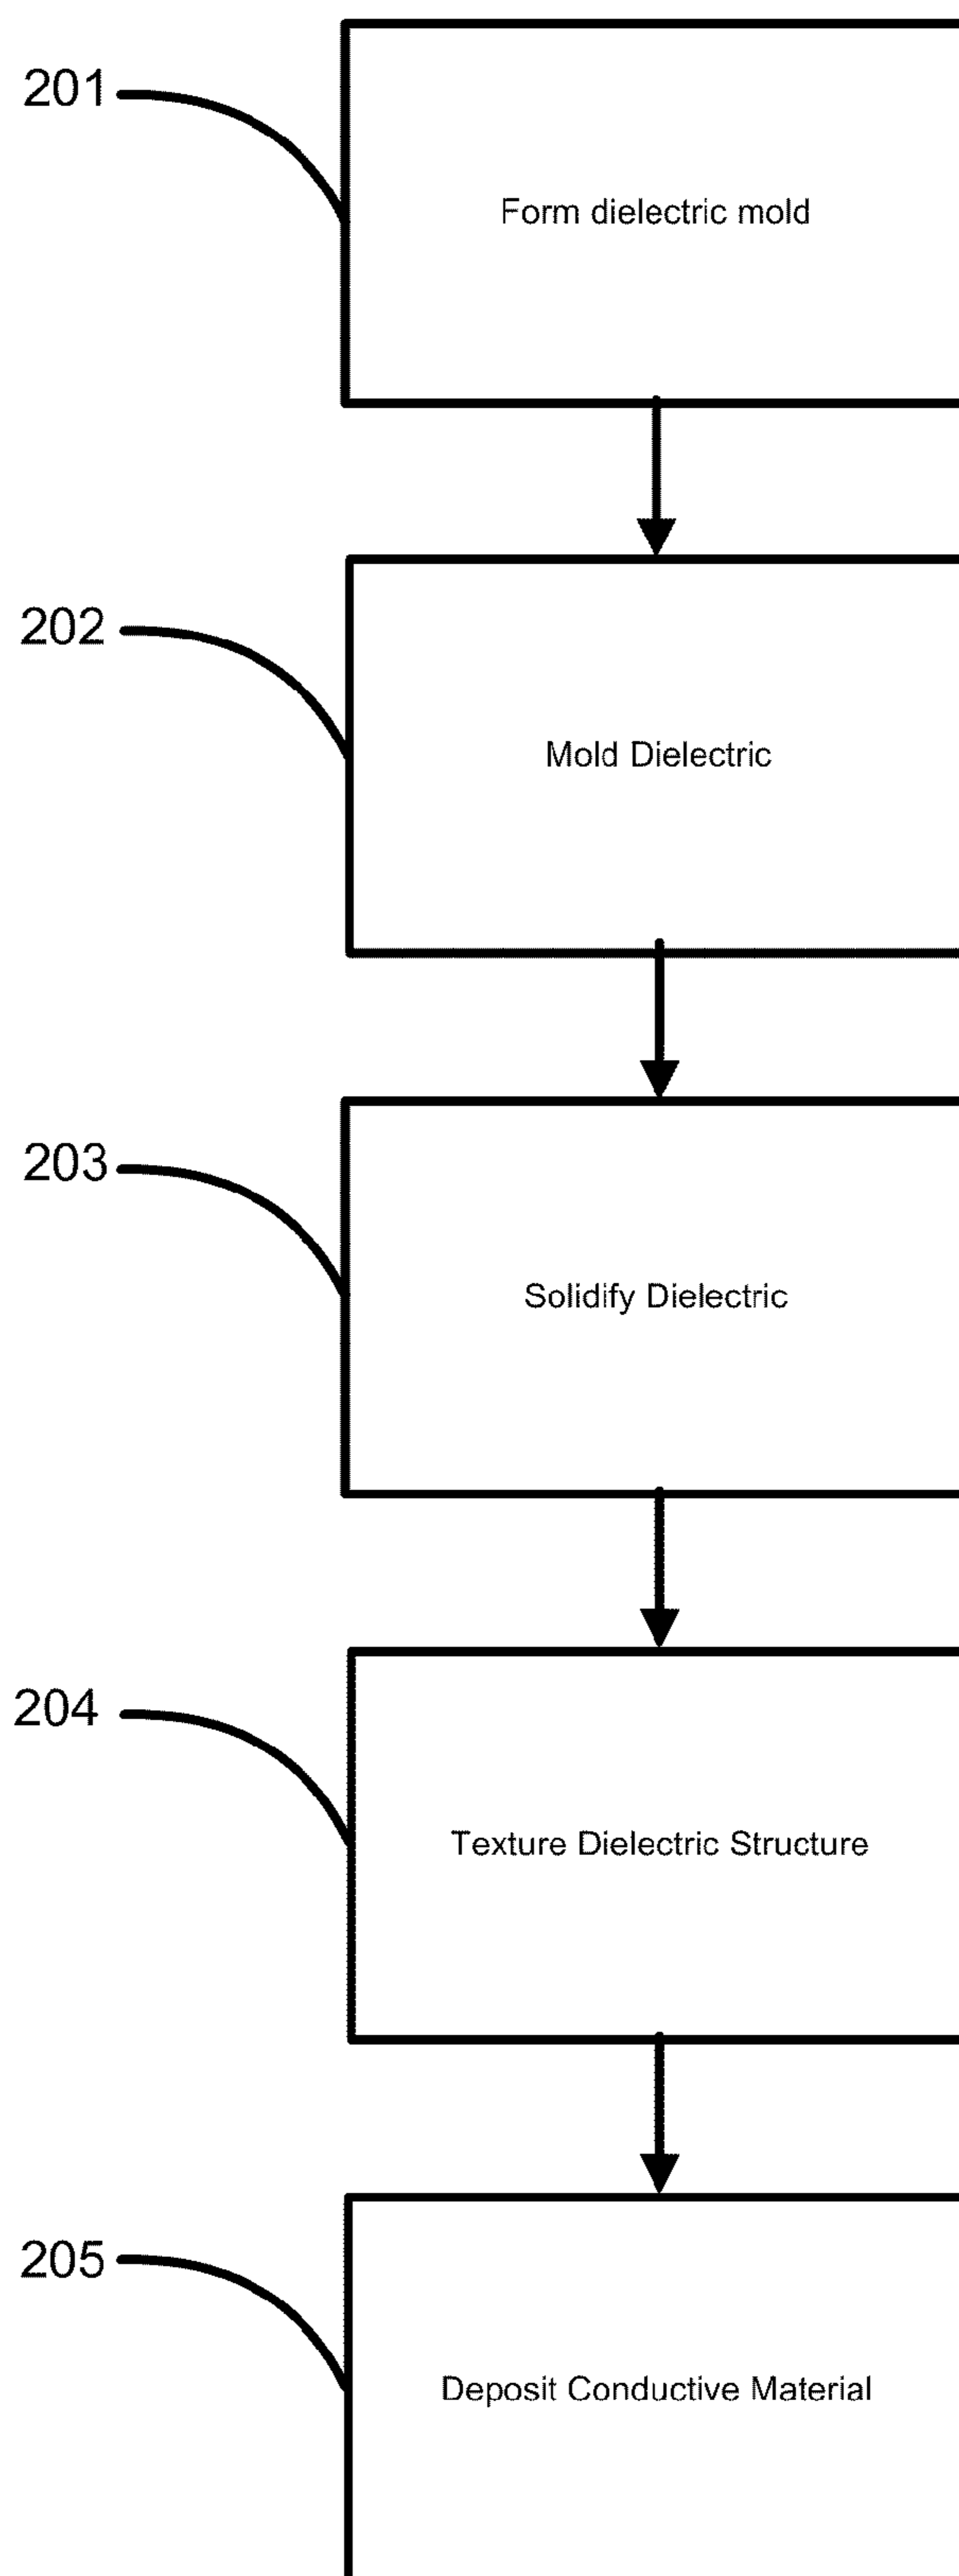 201
Form dielectric mold
202
Mold Dielectric
203
Solidify Dielectric
204
Texture Dielectric Structure
205
Deposit Conductive Material